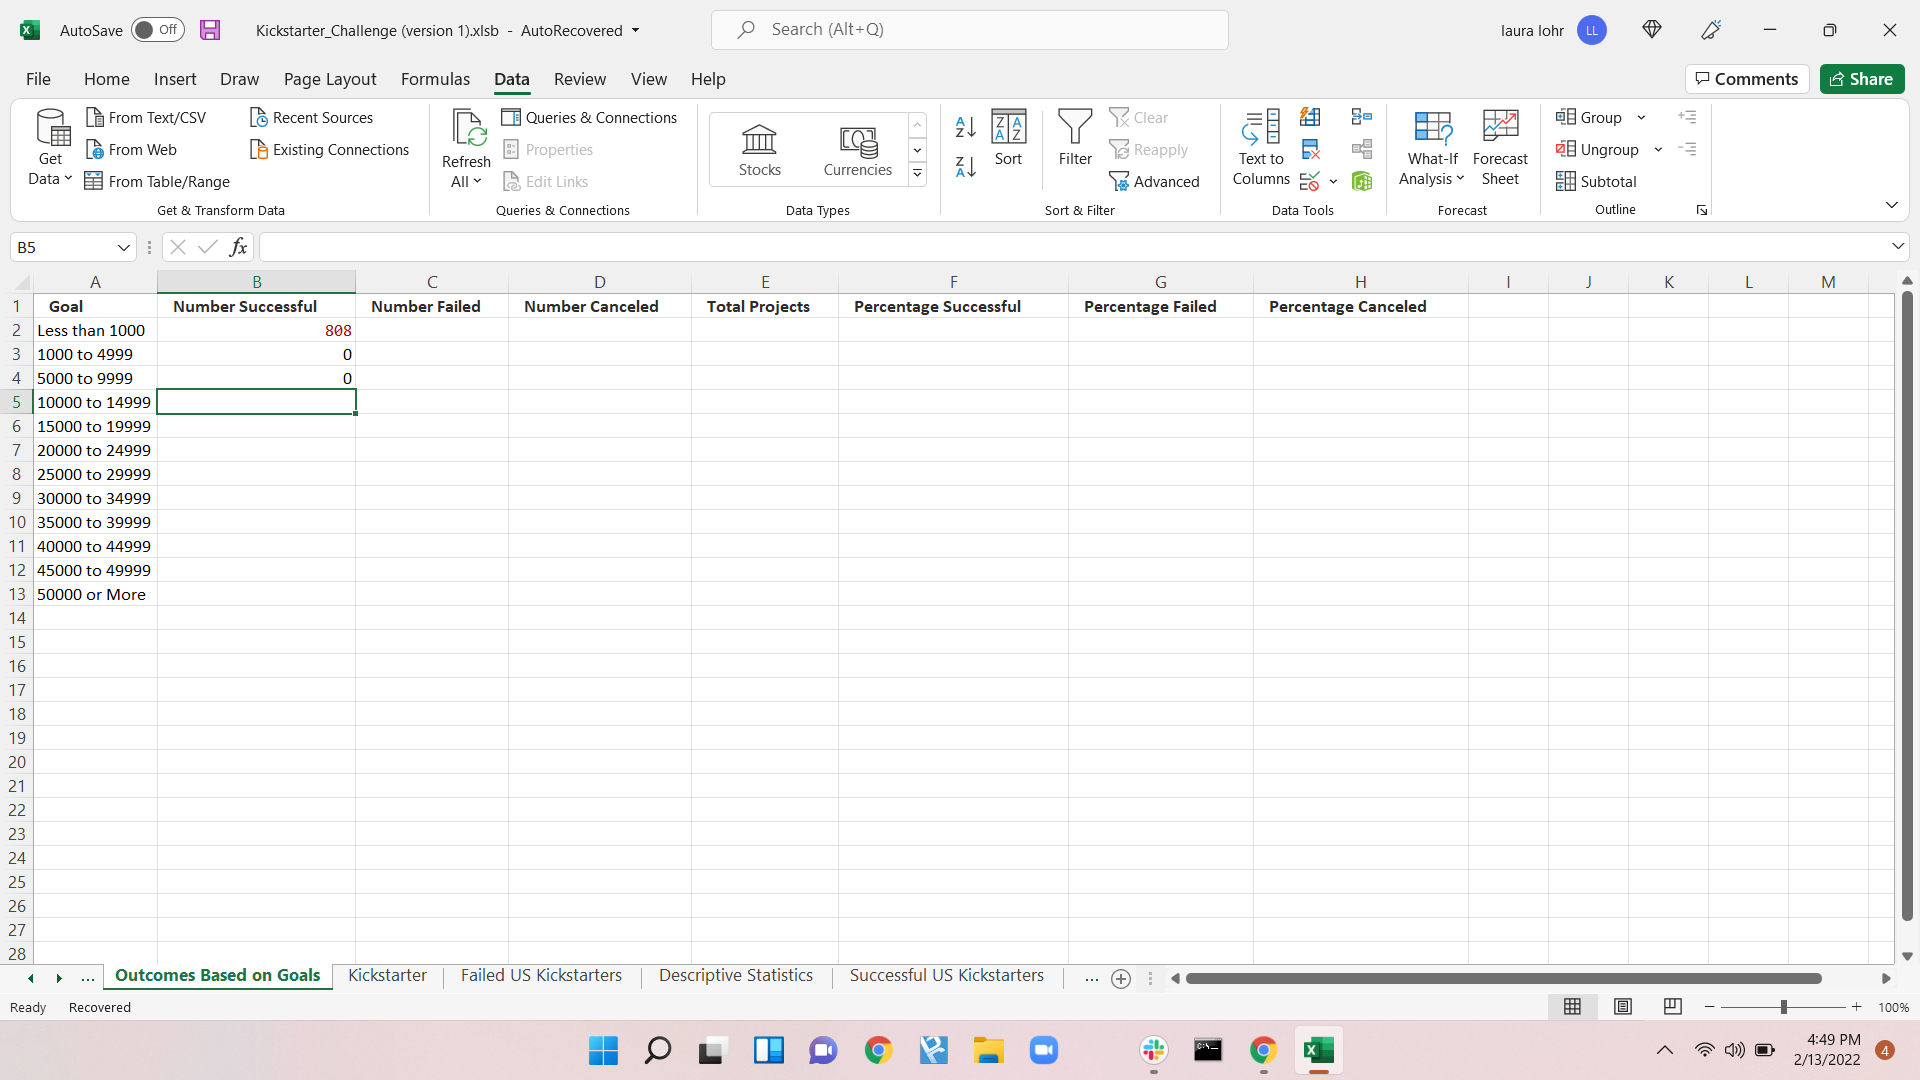 AutoSave Off Kickstarter_Challenge (version 1).xlsb - AutoRecovered Search (Alt+Q) laura lohr LL
File Home Insert Draw Page Layout Formulas Data Review View Help Comments Share
Get Data
From Text/CSV
From Web
From Table/Range
Recent Sources
Existing Connections
Get & Transform Data
Refresh All
Queries & Connections
Properties
Edit Links
Queries & Connections
Stocks Currencies
Data Types
Sort
Filter
Clear
Reapply
Advanced
Sort & Filter
Text to Columns
Data Tools
What-If Analysis
Forecast Sheet
Forecast
Group
Ungroup
Subtotal
Outline
B5 fx
A B C D E F G H I J K L M
1 Goal Number Successful Number Failed Number Canceled Total Projects Percentage Successful Percentage Failed Percentage Canceled
2 Less than 1000 808
3 1000 to 4999 0
4 5000 to 9999 0
5 10000 to 14999
6 15000 to 19999
7 20000 to 24999
8 25000 to 29999
9 30000 to 34999
10 35000 to 39999
11 40000 to 44999
12 45000 to 49999
13 50000 or More
14
15
16
17
18
19
20
21
22
23
24
25
26
27
28
... Outcomes Based on Goals Kickstarter Failed US Kickstarters Descriptive Statistics Successful US Kickstarters ...
Ready Recovered 100%
4:49 PM
2/13/2022 4